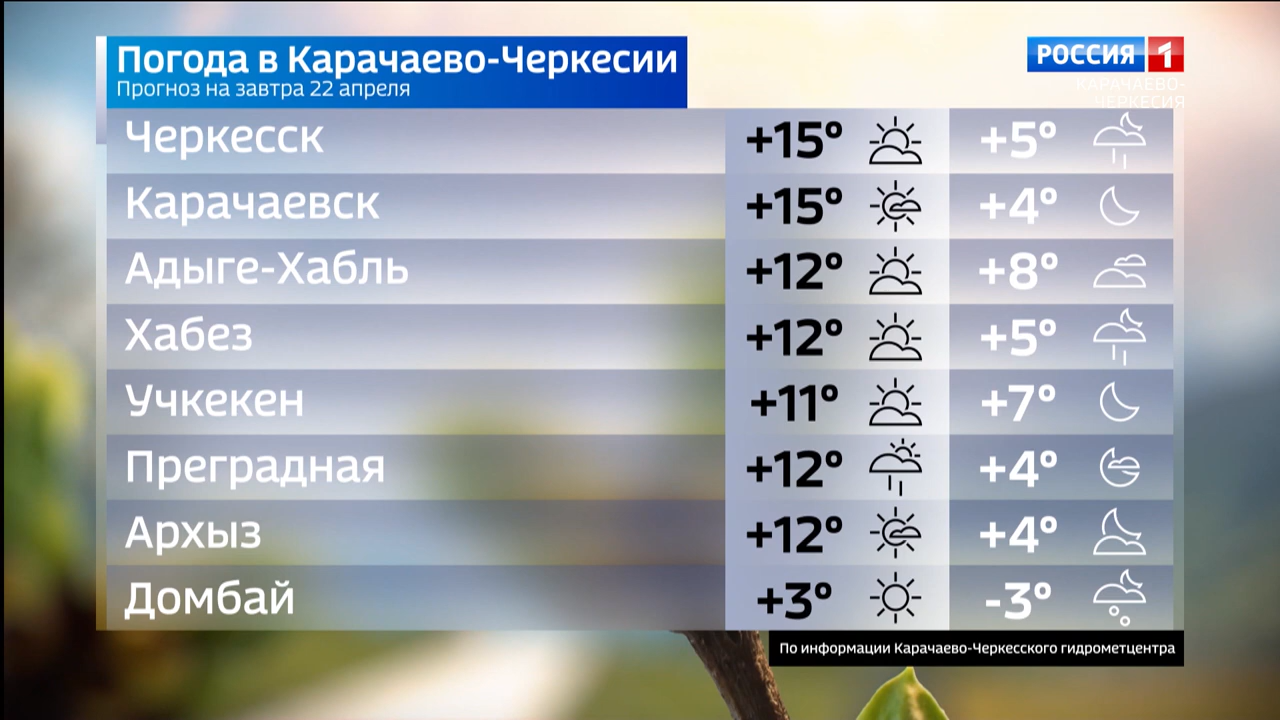 Погода в Карачаево-Черкесии
Прогноз на завтра 22 апреля
РОССИЯ 1
КАРАЧАЕВО-
ЧЕРКЕСИЯ
Черкесск +15° +5°
Карачаевск +15° +4°
Адыге-Хабль +12° +8°
Хабез +12° +5°
Учкекен +11° +7°
Преградная +12° +4°
Архыз +12° +4°
Домбай +3° -3°
По информации Карачаево-Черкесского гидрометцентра